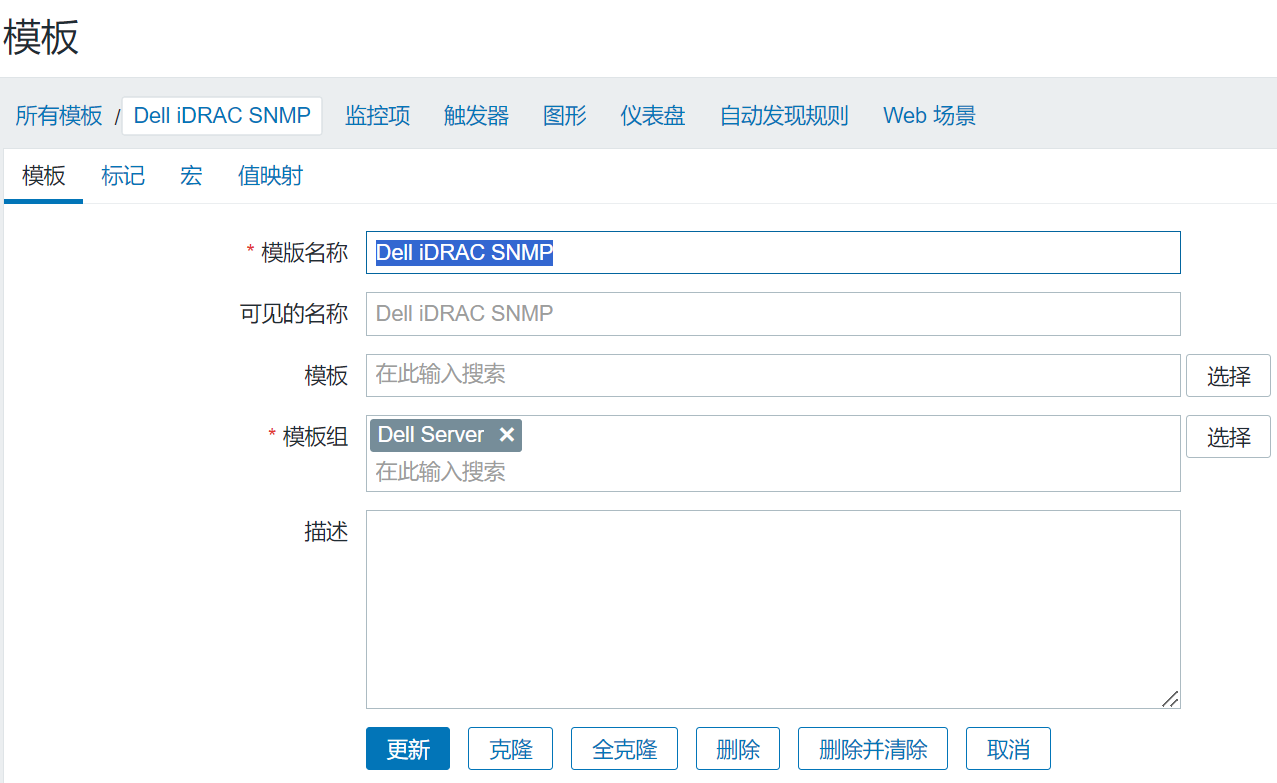 模板
所有模板 / Dell iDRAC SNMP 监控项 触发器 图形 仪表盘 自动发现规则 Web 场景
模板 标记 宏 值映射
* 模版名称 Dell iDRAC SNMP
可见的名称 Dell iDRAC SNMP
模板 在此输入搜索 选择
* 模板组 Dell Server ✕ 选择
在此输入搜索
描述
更新 克隆 全克隆 删除 删除并清除 取消